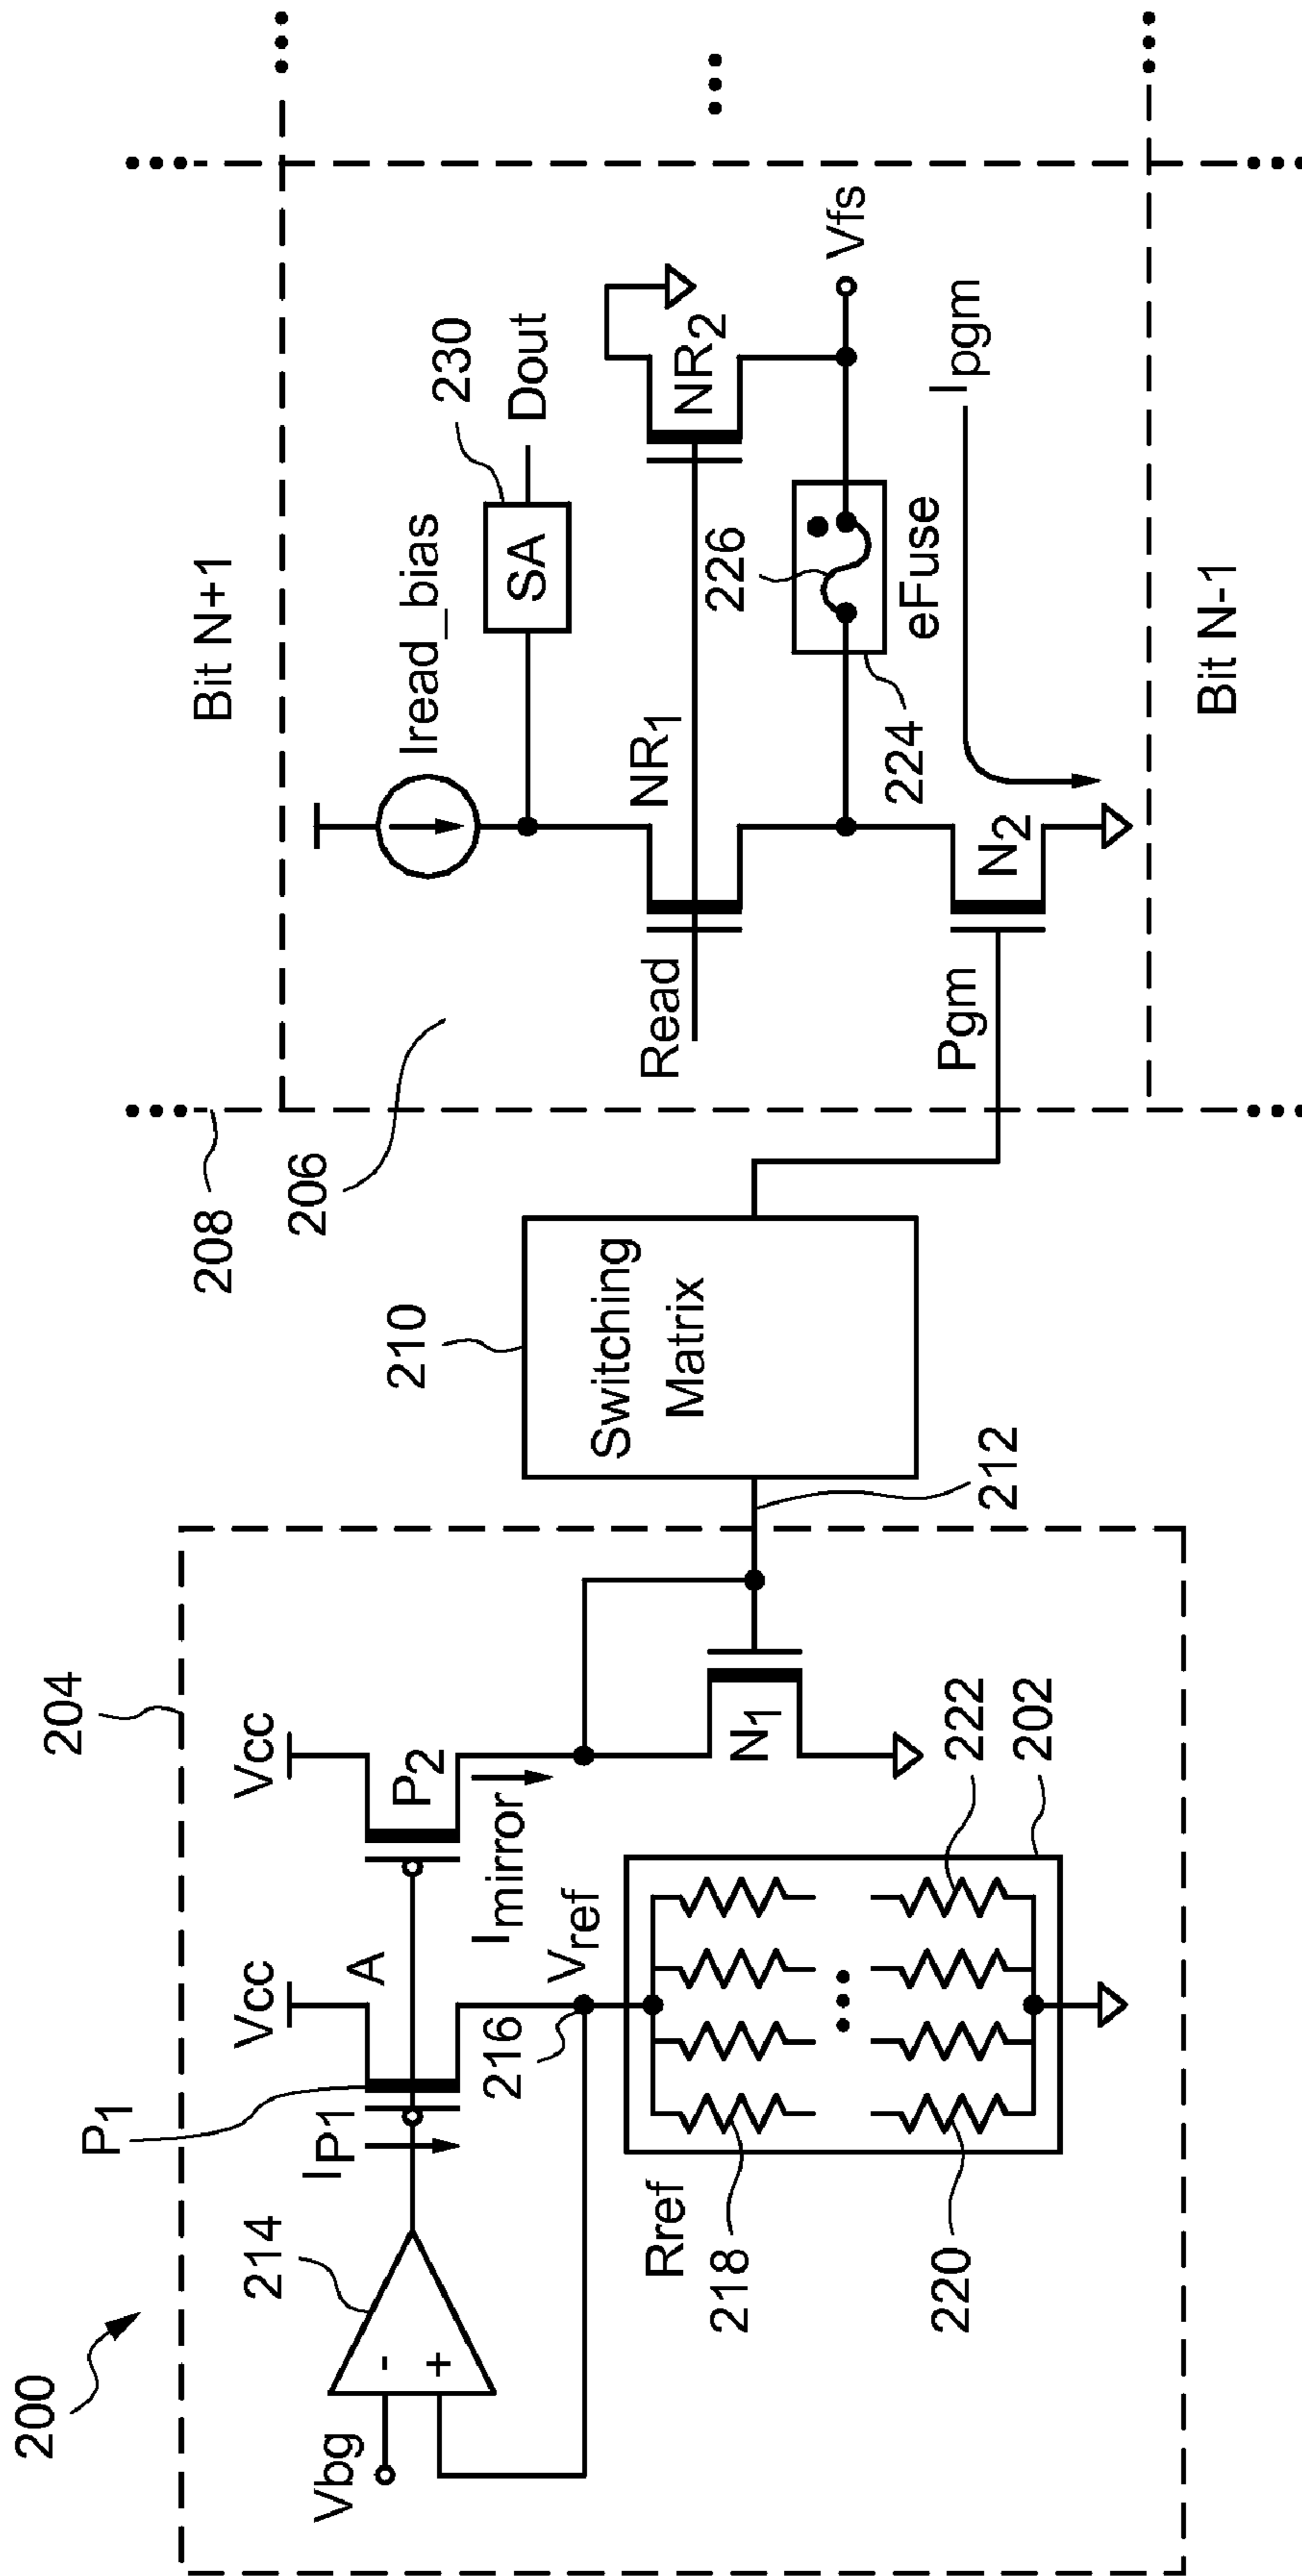 200
204
Vbg
-
+
214
P1
IP1
Vcc
A
Vcc
P2
Imirror
Vref
216
Rref
218
220
222
202
N1
212
210
Switching
Matrix
208
206
Bit N+1
Iread_bias
230
SA
Dout
Read
NR1
NR2
226
224
eFuse
Vfs
Pgm
N2
Ipgm
Bit N-1